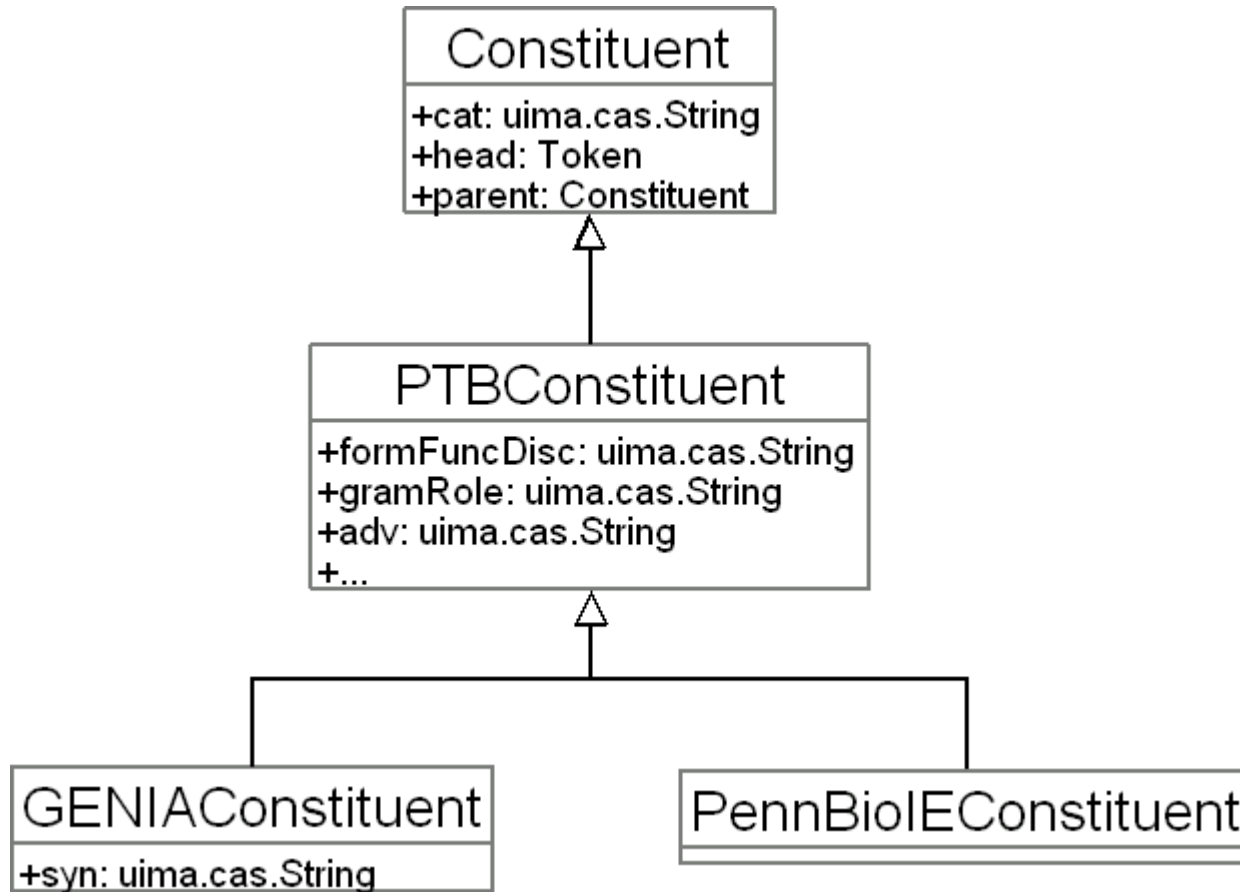 Constituent
+cat: uima.cas.String
+head: Token
+parent: Constituent
PTBConstituent
+formFuncDisc: uima.cas.String
+gramRole: uima.cas.String
+adv: uima.cas.String
+...
GENIAConstituent
+syn: uima.cas.String
PennBioIEConstituent